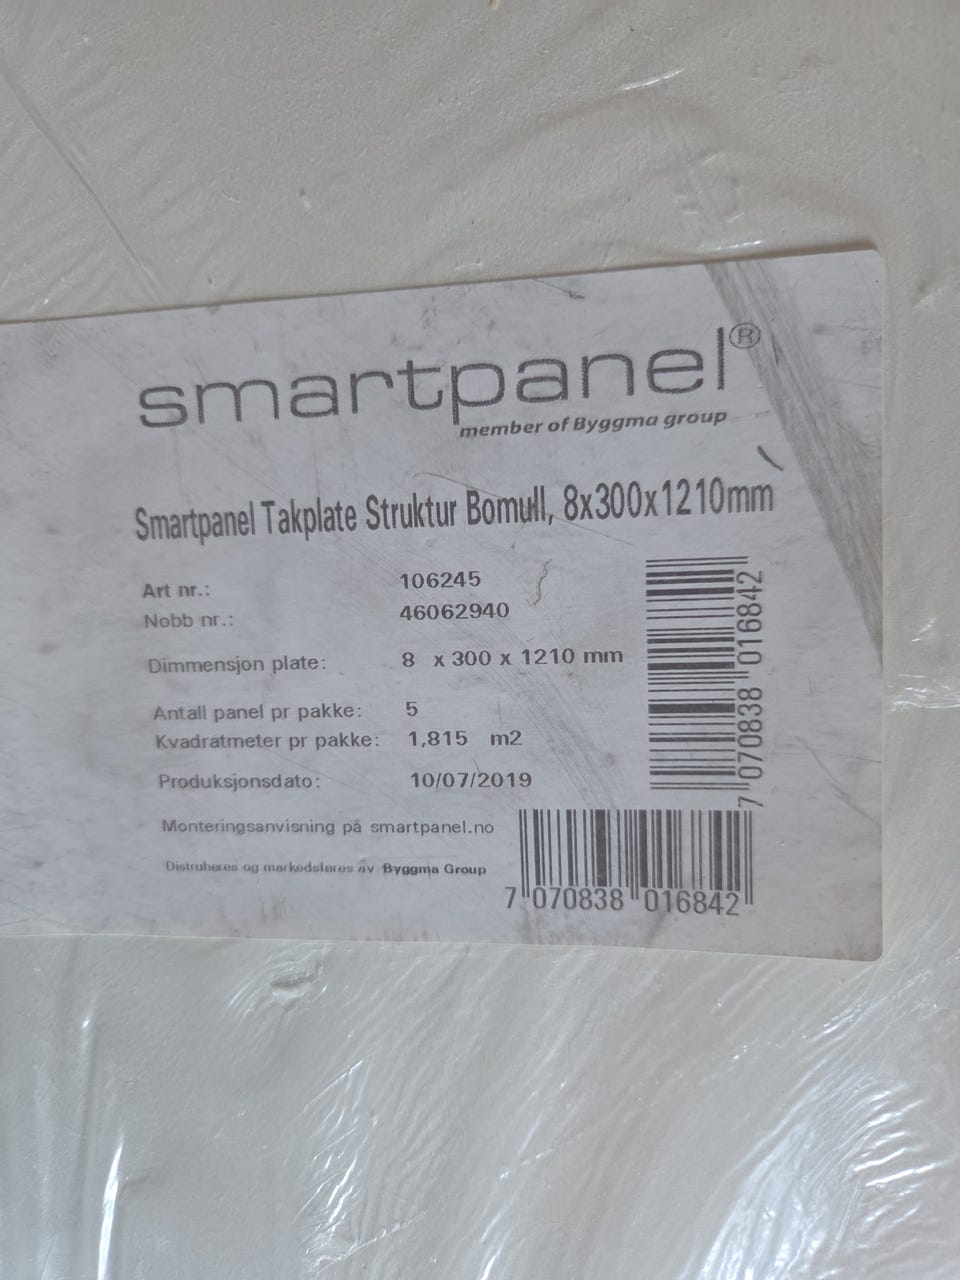 smartpanel®
member of Byggma group
Smartpanel Takplate Struktur Bomull, 8x300x1210mm
Art nr.: 106245
Nobb nr.: 46062940
Dimmensjon plate: 8 x 300 x 1210 mm
Antall panel pr pakke: 5
Kvadratmeter pr pakke: 1,815 m2
Produksjonsdato: 10/07/2019
Monteringsanvisning på smartpanel.no
Distruberes og markedsføres av Byggma Group
7 070838 016842
7 070838 016842